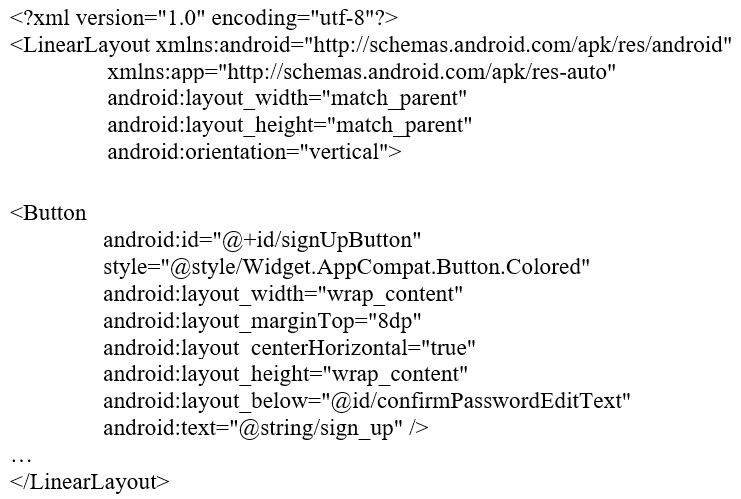 <?xml version="1.0" encoding="utf-8"?>
<LinearLayout xmlns:android="http://schemas.android.com/apk/res/android"
xmlns:app="http://schemas.android.com/apk/res-auto"
android:layout_width="match_parent"
android:layout_height="match_parent"
android:orientation="vertical">
<Button
android:id="@+id/signUpButton"
style="@style/Widget.AppCompat.Button.Colored"
android:layout_width="wrap_content"
android:layout_marginTop="8dp"
android:layout_centerHorizontal="true"
android:layout_height="wrap_content"
android:layout_below="@id/confirmPasswordEditText"
android:text="@string/sign_up" />
…
</LinearLayout>